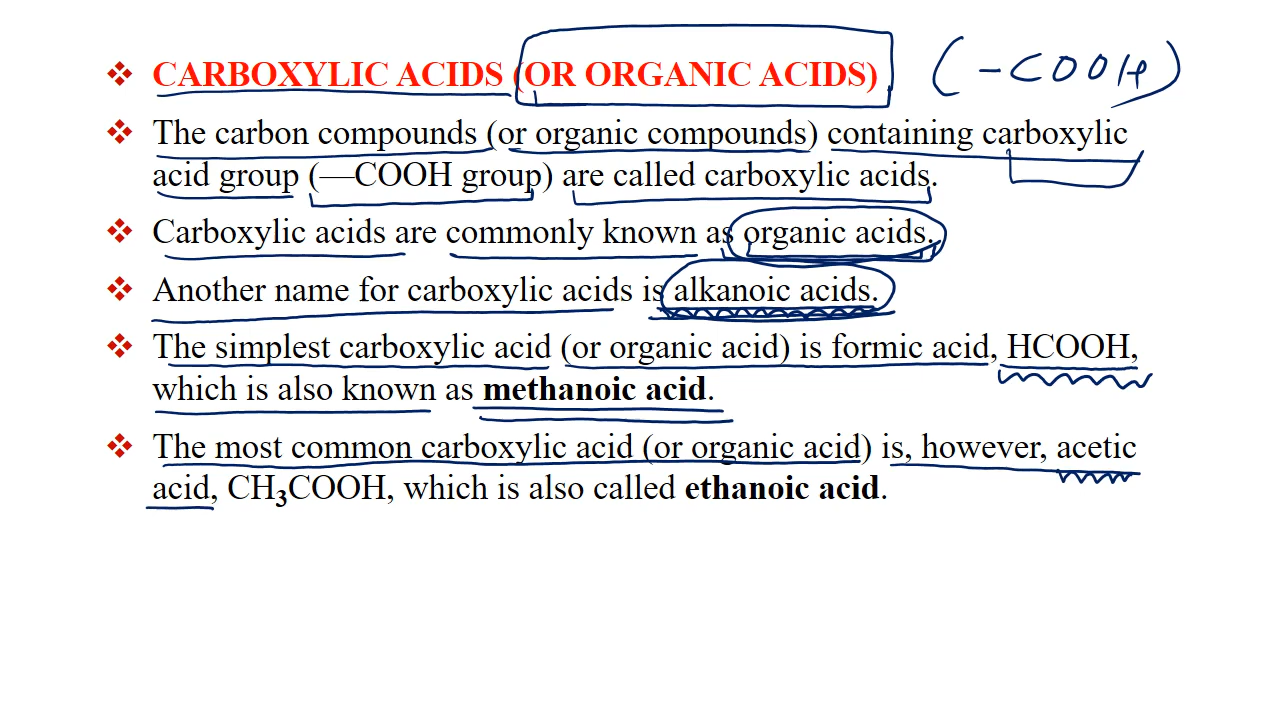 ❖ CARBOXYLIC ACIDS (OR ORGANIC ACIDS) (-COOH)
❖ The carbon compounds (or organic compounds) containing carboxylic
acid group (—COOH group) are called carboxylic acids.
❖ Carboxylic acids are commonly known as organic acids.
❖ Another name for carboxylic acids is alkanoic acids.
❖ The simplest carboxylic acid (or organic acid) is formic acid, HCOOH,
which is also known as methanoic acid.
❖ The most common carboxylic acid (or organic acid) is, however, acetic
acid, CH₃COOH, which is also called ethanoic acid.